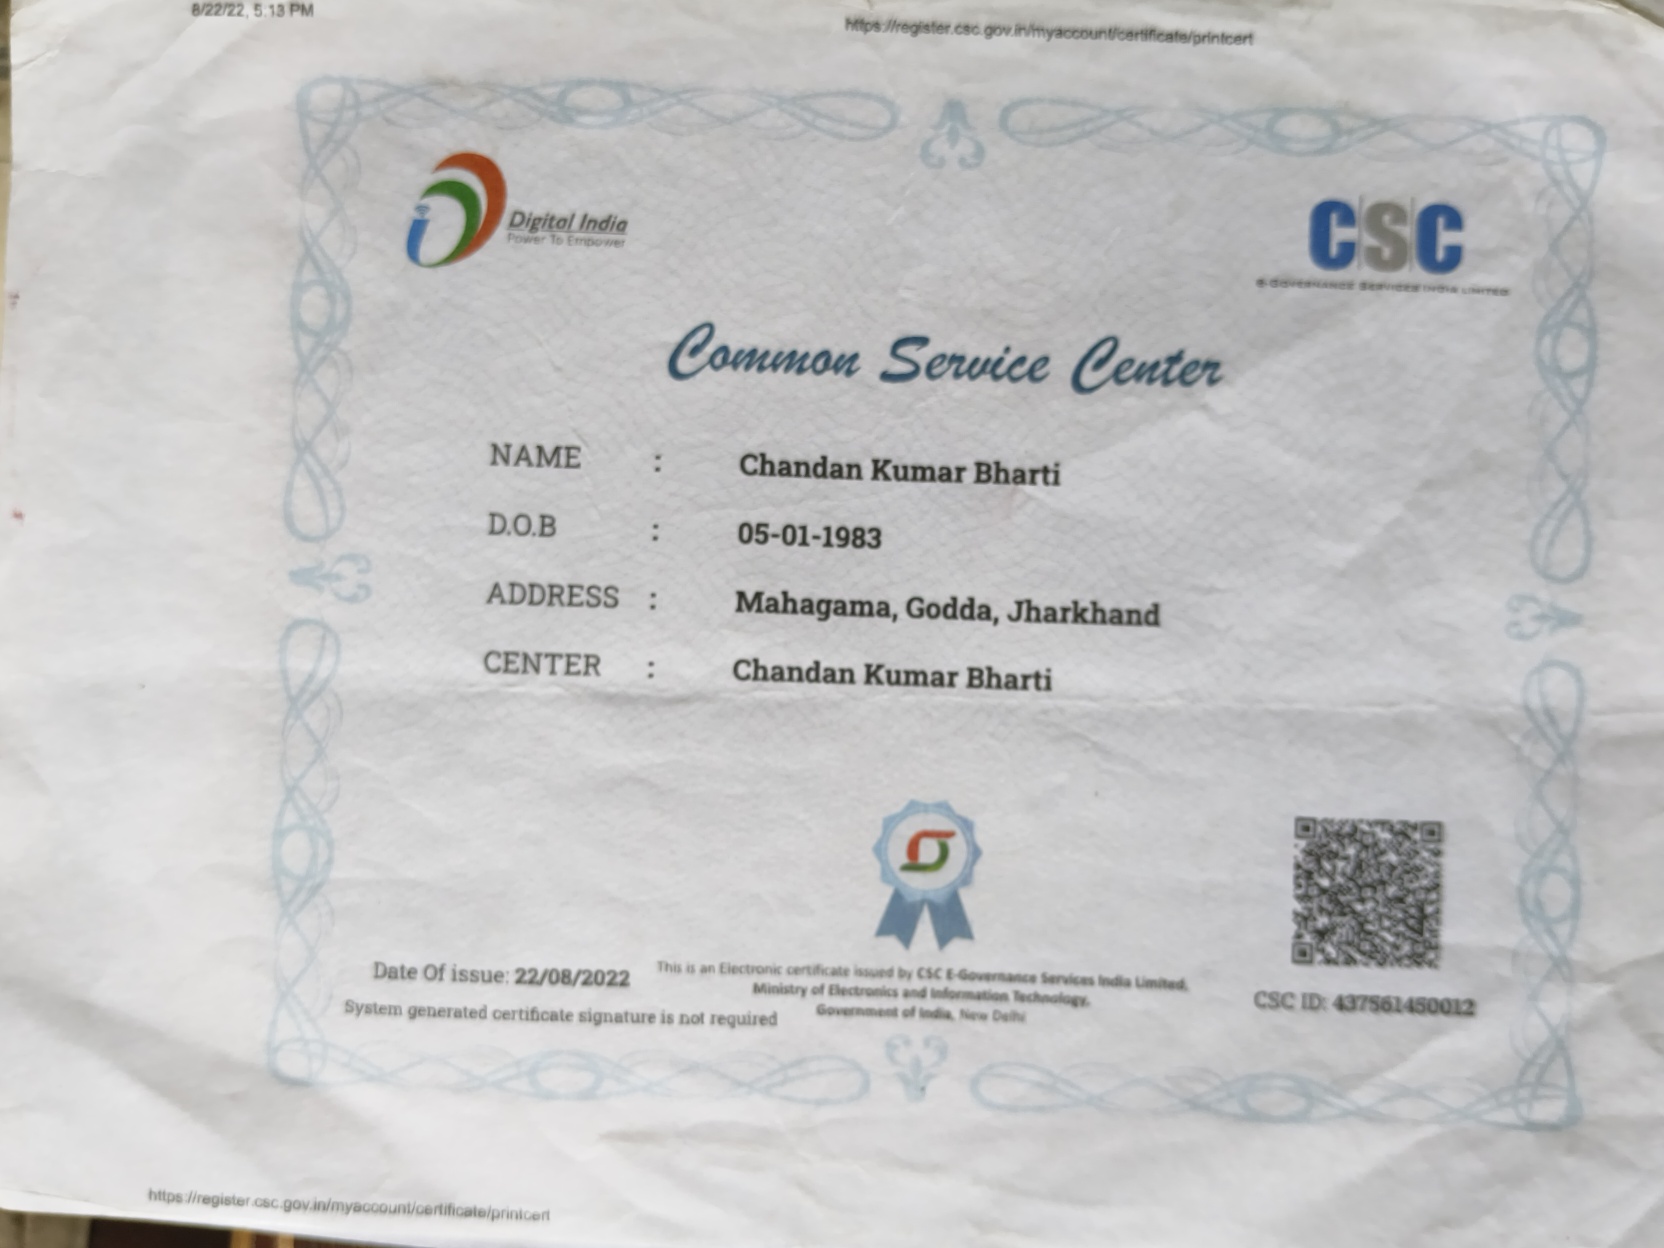 8/22/22, 5:13 PM
https://register.csc.gov.in/myaccount/certificate/printcert
Digital India
Power To Empower
CSC
e-GOVERNANCE SERVICES INDIA LIMITED
Common Service Center
NAME : Chandan Kumar Bharti
D.O.B : 05-01-1983
ADDRESS : Mahagama, Godda, Jharkhand
CENTER : Chandan Kumar Bharti
Date Of issue: 22/08/2022
System generated certificate signature is not required
This is an Electronic certificate issued by CSC E-Governance Services India Limited.
Ministry of Electronics and Information Technology.
Government of India, New Delhi
CSC ID: 437561450012
https://register.csc.gov.in/myaccount/certificate/printcert